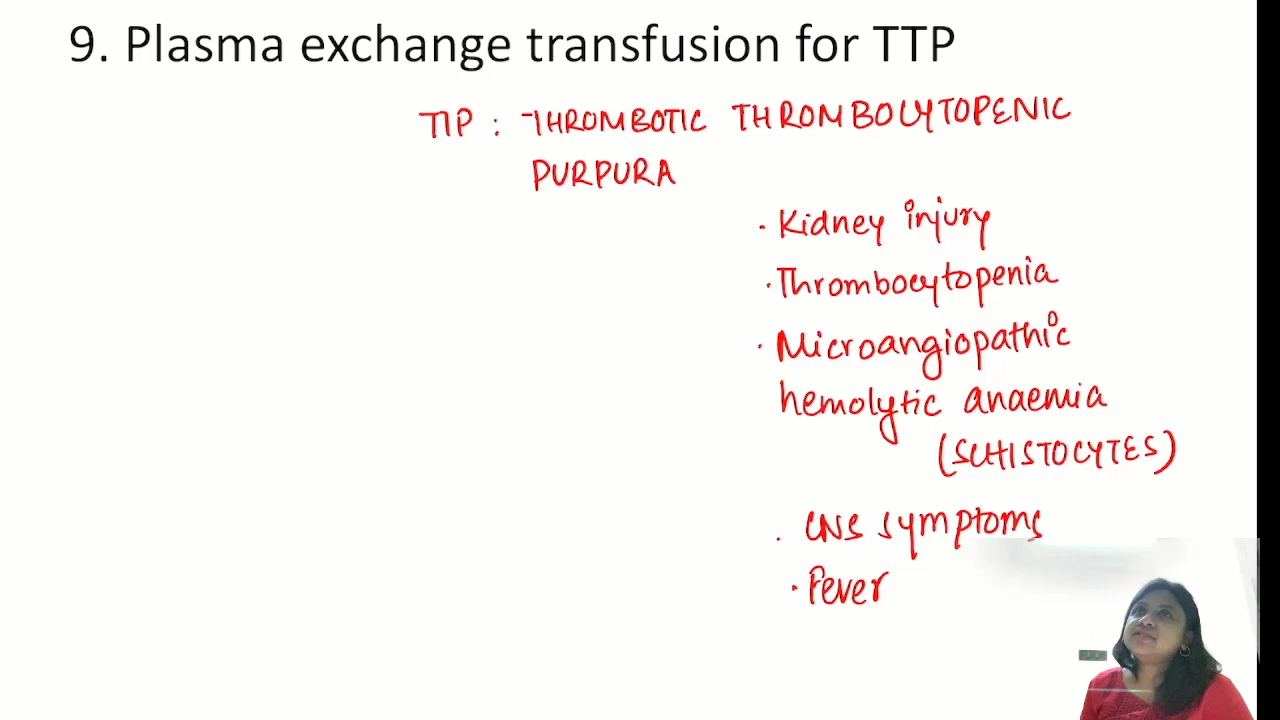 9. Plasma exchange transfusion for TTP
TTP : THROMBOTIC THROMBOCYTOPENIC
PURPURA
· Kidney injury
· Thrombocytopenia
· Microangiopathic
hemolytic anaemia
(SCHISTOCYTES)
· CNS symptoms
· Fever